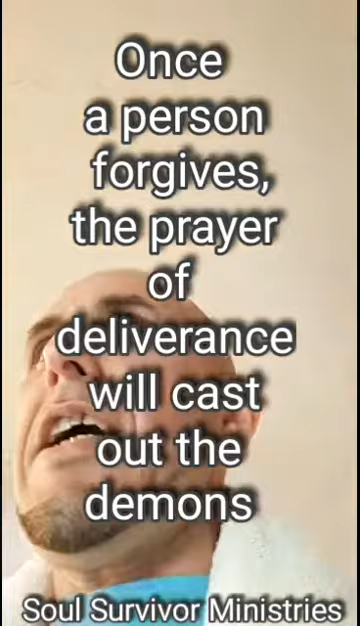 Once
a person
forgives,
the prayer
of
deliverance
will cast
out the
demons
Soul Survivor Ministries